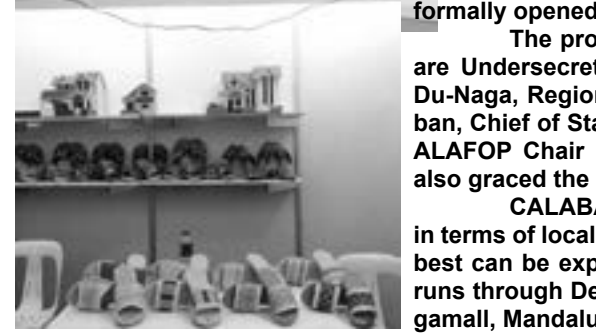 formally opened
The pro
are Undersecret
Du-Naga, Region
ban, Chief of Sta
ALAFOP Chair
also graced the
CALABA
in terms of local
best can be exp
runs through De
gamall, Mandalu